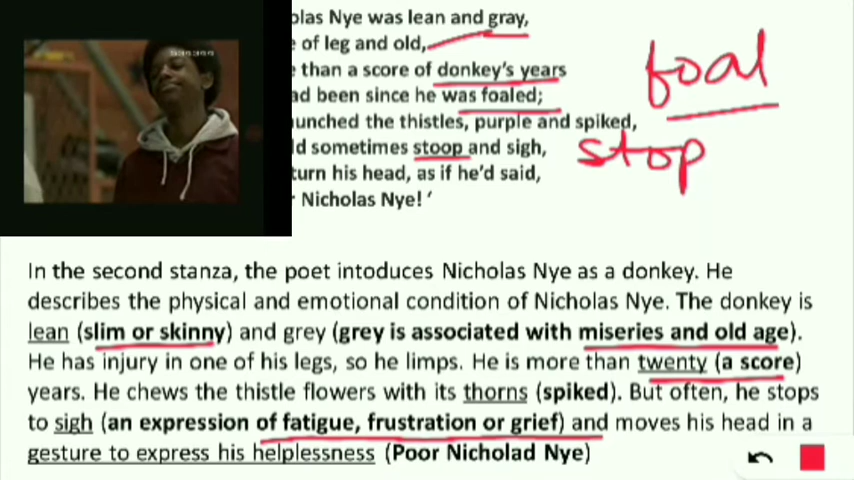 olas Nye was lean and gray,
e of leg and old,
e than a score of donkey's years
ad been since he was foaled;
unched the thistles, purple and spiked,
ld sometimes stoop and sigh,
turn his head, as if he'd said,
r Nicholas Nye!'
foal
stop
In the second stanza, the poet intoduces Nicholas Nye as a donkey. He
describes the physical and emotional condition of Nicholas Nye. The donkey is
lean (slim or skinny) and grey (grey is associated with miseries and old age).
He has injury in one of his legs, so he limps. He is more than twenty (a score)
years. He chews the thistle flowers with its thorns (spiked). But often, he stops
to sigh (an expression of fatigue, frustration or grief) and moves his head in a
gesture to express his helplessness (Poor Nicholad Nye)